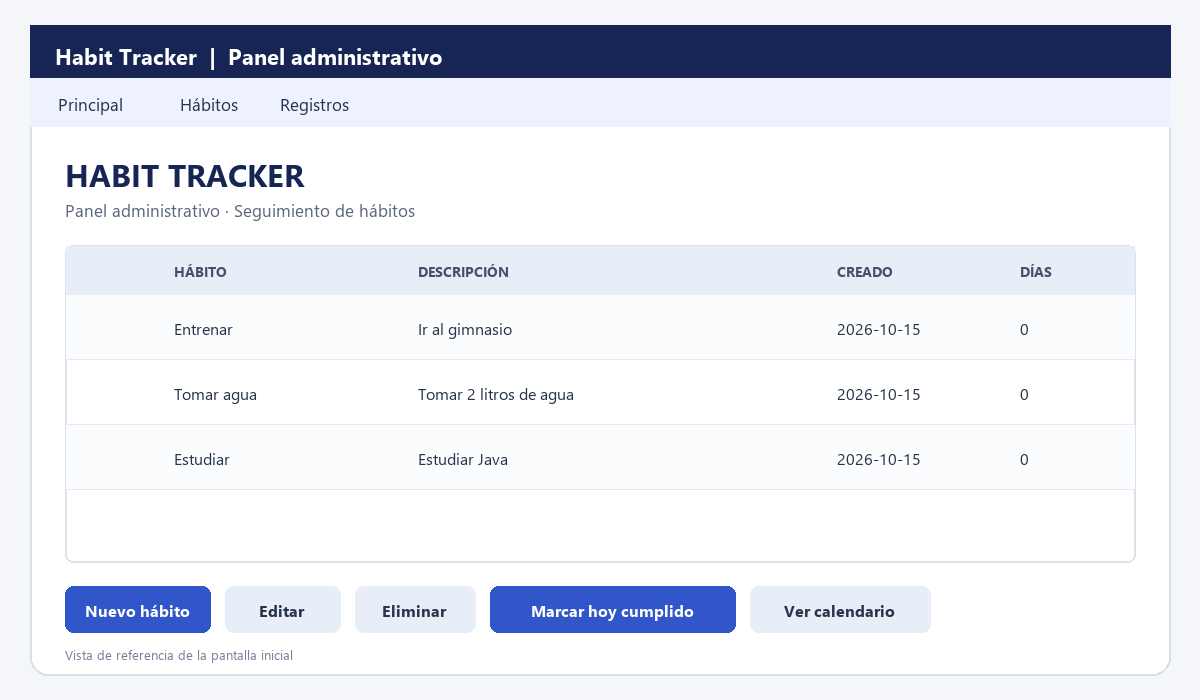 Habit Tracker | Panel administrativo
Principal Hábitos Registros
HABIT TRACKER
Panel administrativo · Seguimiento de hábitos
HÁBITO DESCRIPCIÓN CREADO DÍAS
Entrenar Ir al gimnasio 2026-10-15 0
Tomar agua Tomar 2 litros de agua 2026-10-15 0
Estudiar Estudiar Java 2026-10-15 0
Nuevo hábito Editar Eliminar Marcar hoy cumplido Ver calendario
Vista de referencia de la pantalla inicial